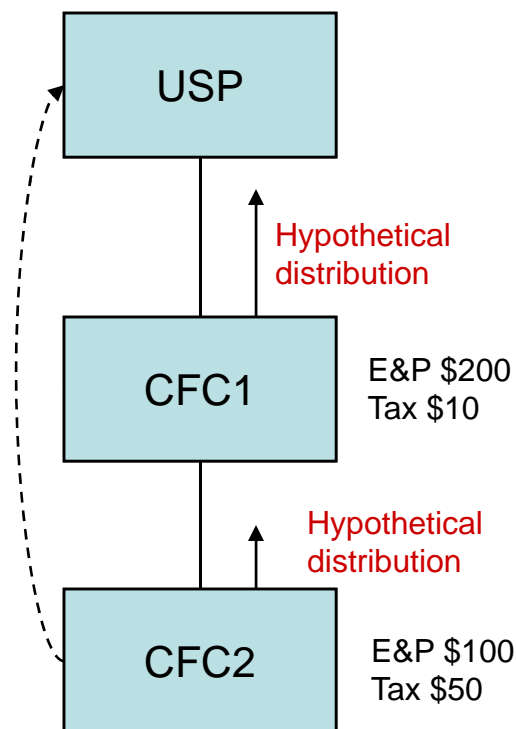 USP
Hypothetical
distribution
CFC1
E&P $200
Tax $10
Hypothetical
distribution
CFC2
E&P $100
Tax $50